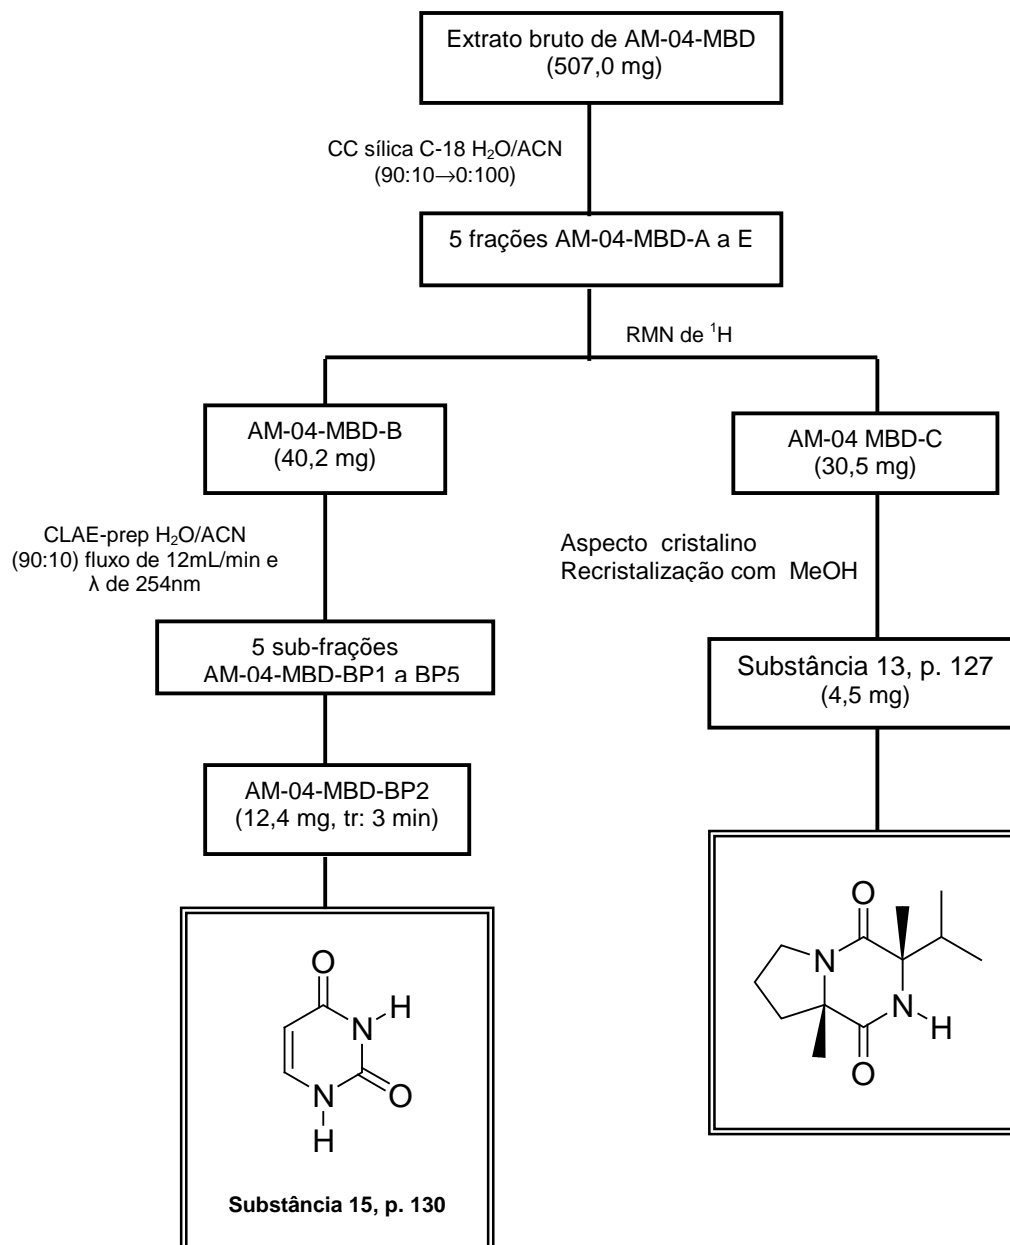 Extrato bruto de AM-04-MBD
(507,0 mg)
CC sílica C-18 H₂O/ACN
(90:10→0:100)
5 frações AM-04-MBD-A a E
RMN de ¹H
AM-04-MBD-B
(40,2 mg)
AM-04 MBD-C
(30,5 mg)
CLAE-prep H₂O/ACN
(90:10) fluxo de 12mL/min e
λ de 254nm
Aspecto cristalino
Recristalização com MeOH
5 sub-frações
AM-04-MBD-BP1 a BP5
Substância 13, p. 127
(4,5 mg)
AM-04-MBD-BP2
(12,4 mg, tr: 3 min)
O
N
H
N
O
H
Substância 15, p. 130
O
N
N
H
O